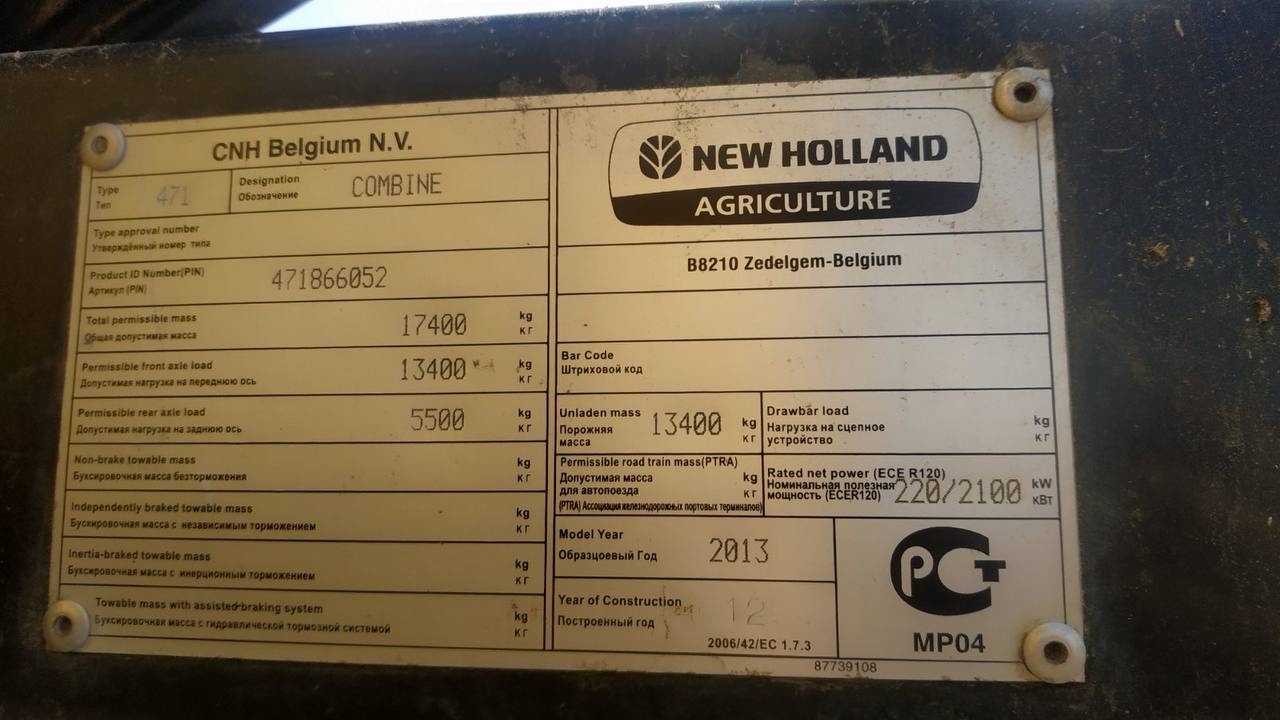 CNH Belgium N.V.
Type
Тип
471
Designation
Обозначение
COMBINE
Type approval number
Утверждённый номер типа
Product ID Number(PIN)
Артикул (PIN)
471866052
Total permissible mass
Общая допустимая масса
17400
kg
кг
Permissible front axle load
Допустимая нагрузка на переднюю ось
13400
kg
кг
Permissible rear axle load
Допустимая нагрузка на заднюю ось
5500
kg
кг
Non-brake towable mass
Буксировочная масса безторможения
kg
кг
Independently braked towable mass
Бускировочная масса с независимым торможением
kg
кг
Inertia-braked towable mass
Буксировочная масса с инерционным торможением
kg
кг
Towable mass with assisted-braking system
Буксировочная масса с гидравлической тормозной системой
kg
кг
NEW HOLLAND
AGRICULTURE
B8210 Zedelgem-Belgium
Bar Code
Штриховой код
Unladen mass
Порожняя
масса
13400
kg
кг
Drawbar load
Нагрузка на сцепное
устройство
kg
кг
Permissible road train mass(PTRA)
Допустимая масса
для автопоезда
(PTRA) Ассоциация железнодорожных портовых терминалов)
kg
кг
Rated net power (ECE R120)
Номинальная полезная
мощность (ECER120)
220/2100
kW
кВт
Model Year
Образцоевый Год
2013
Year of Construction
Построенный год
12
2006/42/EC 1.7.3
РСТ
MP04
87739108